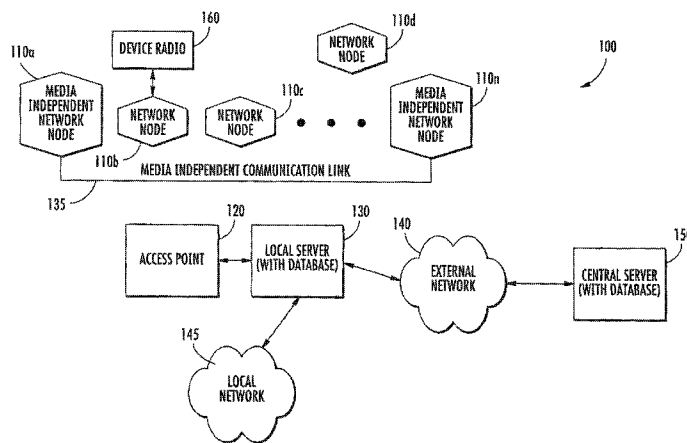 160
110d
110a
DEVICE RADIO
NETWORK
NODE
100
MEDIA
INDEPENDENT
NETWORK
NODE
110c
110n
MEDIA
INDEPENDENT
NETWORK
NODE
NETWORK
NODE
NETWORK
NODE
110b
MEDIA INDEPENDENT COMMUNICATION LINK
135
120
130
140
150
ACCESS POINT
LOCAL SERVER
(WITH DATABASE)
EXTERNAL
NETWORK
CENTRAL SERVER
(WITH DATABASE)
145
LOCAL
NETWORK